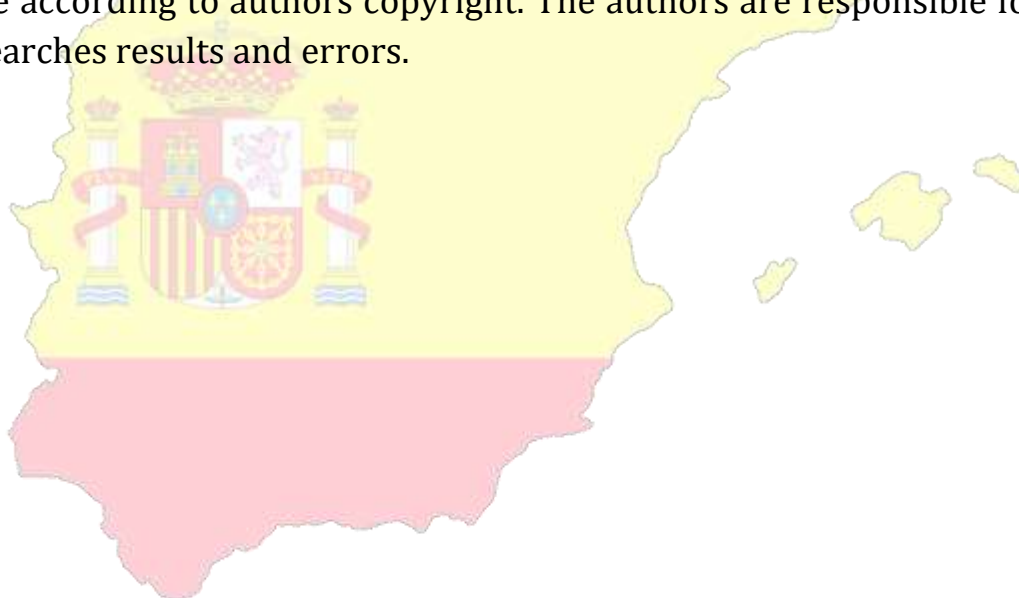 e according to authors copyright. The authors are responsible fo
earches results and errors.